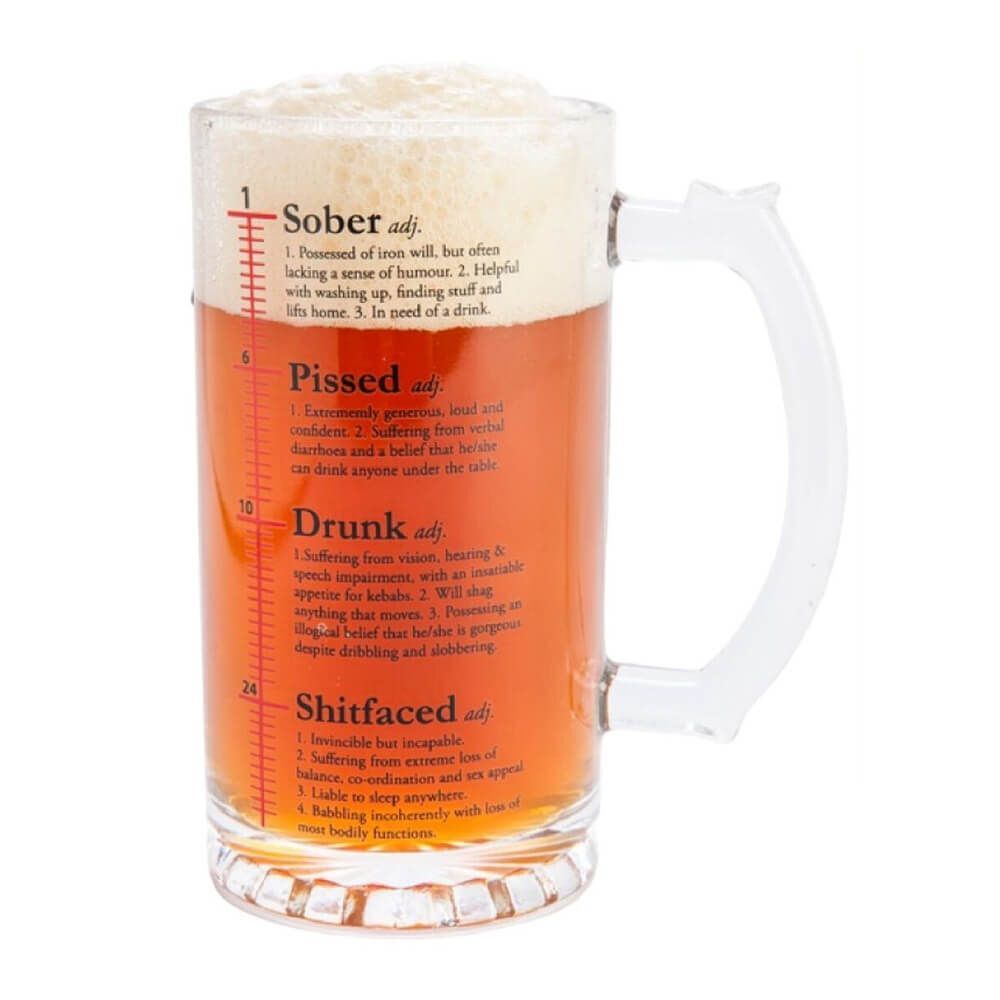 1
Sober adj.
1. Possessed of iron will, but often
lacking a sense of humour. 2. Helpful
with washing up, finding stuff and
lifts home. 3. In need of a drink.
6
Pissed adj.
1. Extrememly generous, loud and
confident. 2. Suffering from verbal
diarrhoea and a belief that he/she
can drink anyone under the table.
10
Drunk adj.
1.Suffering from vision, hearing &
speech impairment, with an insatiable
appetite for kebabs. 2. Will shag
anything that moves. 3. Possessing an
illogical belief that he/she is gorgeous
despite dribbling and slobbering.
24
Shitfaced adj.
1. Invincible but incapable.
2. Suffering from extreme loss of
balance, co-ordination and sex appeal
3. Liable to sleep anywhere.
4. Babbling incoherently with loss of
most bodily functions.